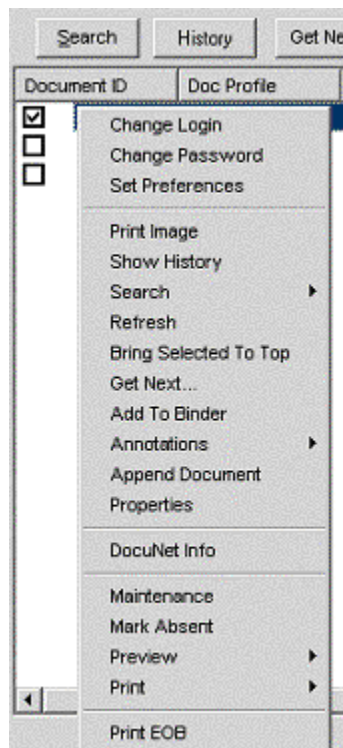 Search History Get Ne
Document ID Doc Profile
Change Login
Change Password
Set Preferences
Print Image
Show History
Search
Refresh
Bring Selected To Top
Get Next...
Add To Binder
Annotations
Append Document
Properties
DocuNet Info
Maintenance
Mark Absent
Preview
Print
Print EOB